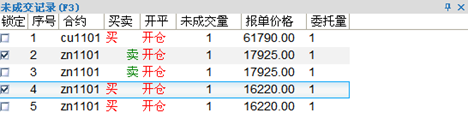 未成交记录(F3)
锁定 序号 合约 买卖 开平 未成交量 报单价格 委托量
1 cu1101 买 开仓 1 61790.00 1
2 zn1101 卖 开仓 1 17925.00 1
3 zn1101 卖 开仓 1 17925.00 1
4 zn1101 买 开仓 1 16220.00 1
5 zn1101 买 开仓 1 16220.00 1